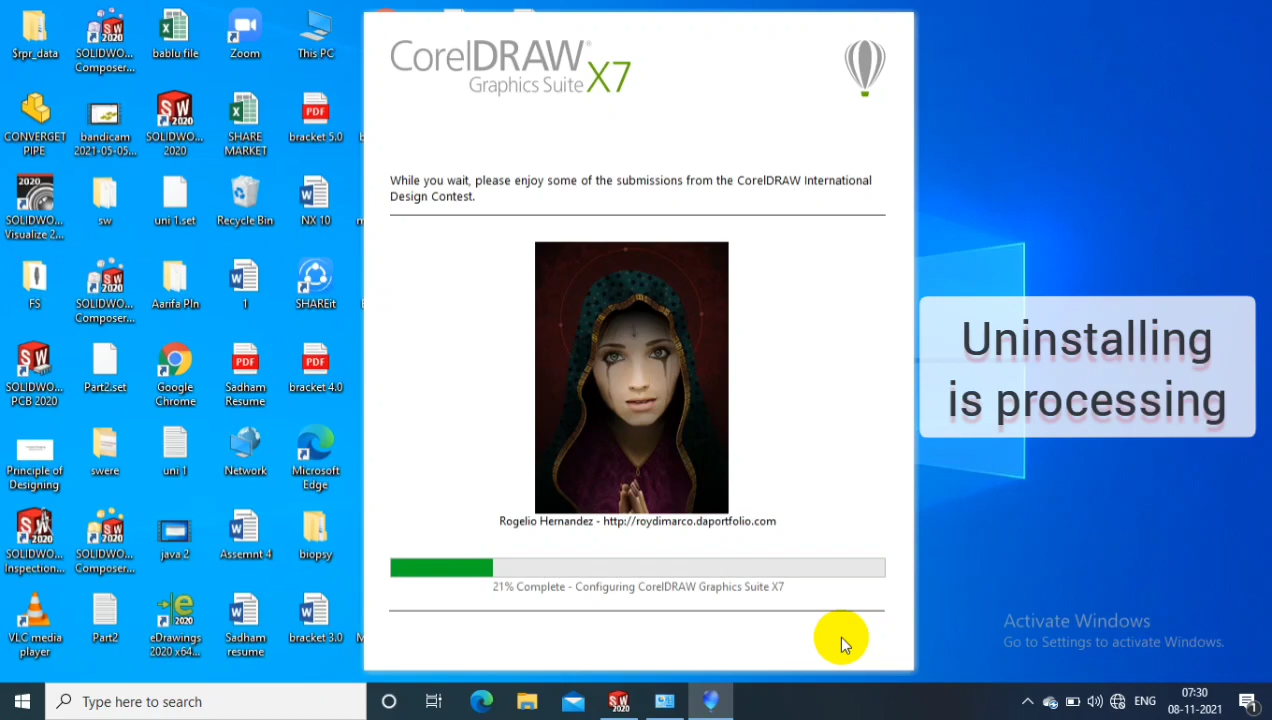 $rpr_data
SOLIDWO...
Composer...
bablu file
Zoom
This PC
CONVERGET
PIPE
bandicam
2021-05-05...
SOLIDWO...
2020
SHARE
MARKET
bracket 5.0
SOLIDWO...
Visualize 2...
sw
uni 1.set
Recycle Bin
NX 10
FS
SOLIDWO...
Composer...
Aarifa Pln
1
SHAREit
SOLIDWO...
PCB 2020
Part2.set
Google
Chrome
Sadham
Resume
bracket 4.0
Principle of
Designing
swere
uni 1
Network
Microsoft
Edge
SOLIDWO...
Inspection...
SOLIDWO...
Composer...
java 2
Assemnt 4
biopsy
VLC media
player
Part2
eDrawings
2020 x64...
Sadham
resume
bracket 3.0
CorelDRAW®
Graphics Suite X7
While you wait, please enjoy some of the submissions from the CorelDRAW International
Design Contest.
Rogelio Hernandez - http://roydimarco.daportfolio.com
21% Complete - Configuring CorelDRAW Graphics Suite X7
Uninstalling
is processing
Activate Windows
Go to Settings to activate Windows.
Type here to search
ENG
07:30
08-11-2021
1